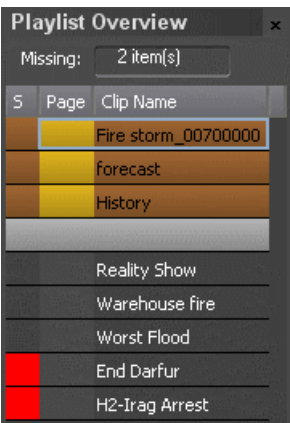 Playlist Overview x
Missing: 2 item(s)
S Page Clip Name
Fire storm_00700000
forecast
History
Reality Show
Warehouse fire
Worst Flood
End Darfur
H2-Irag Arrest